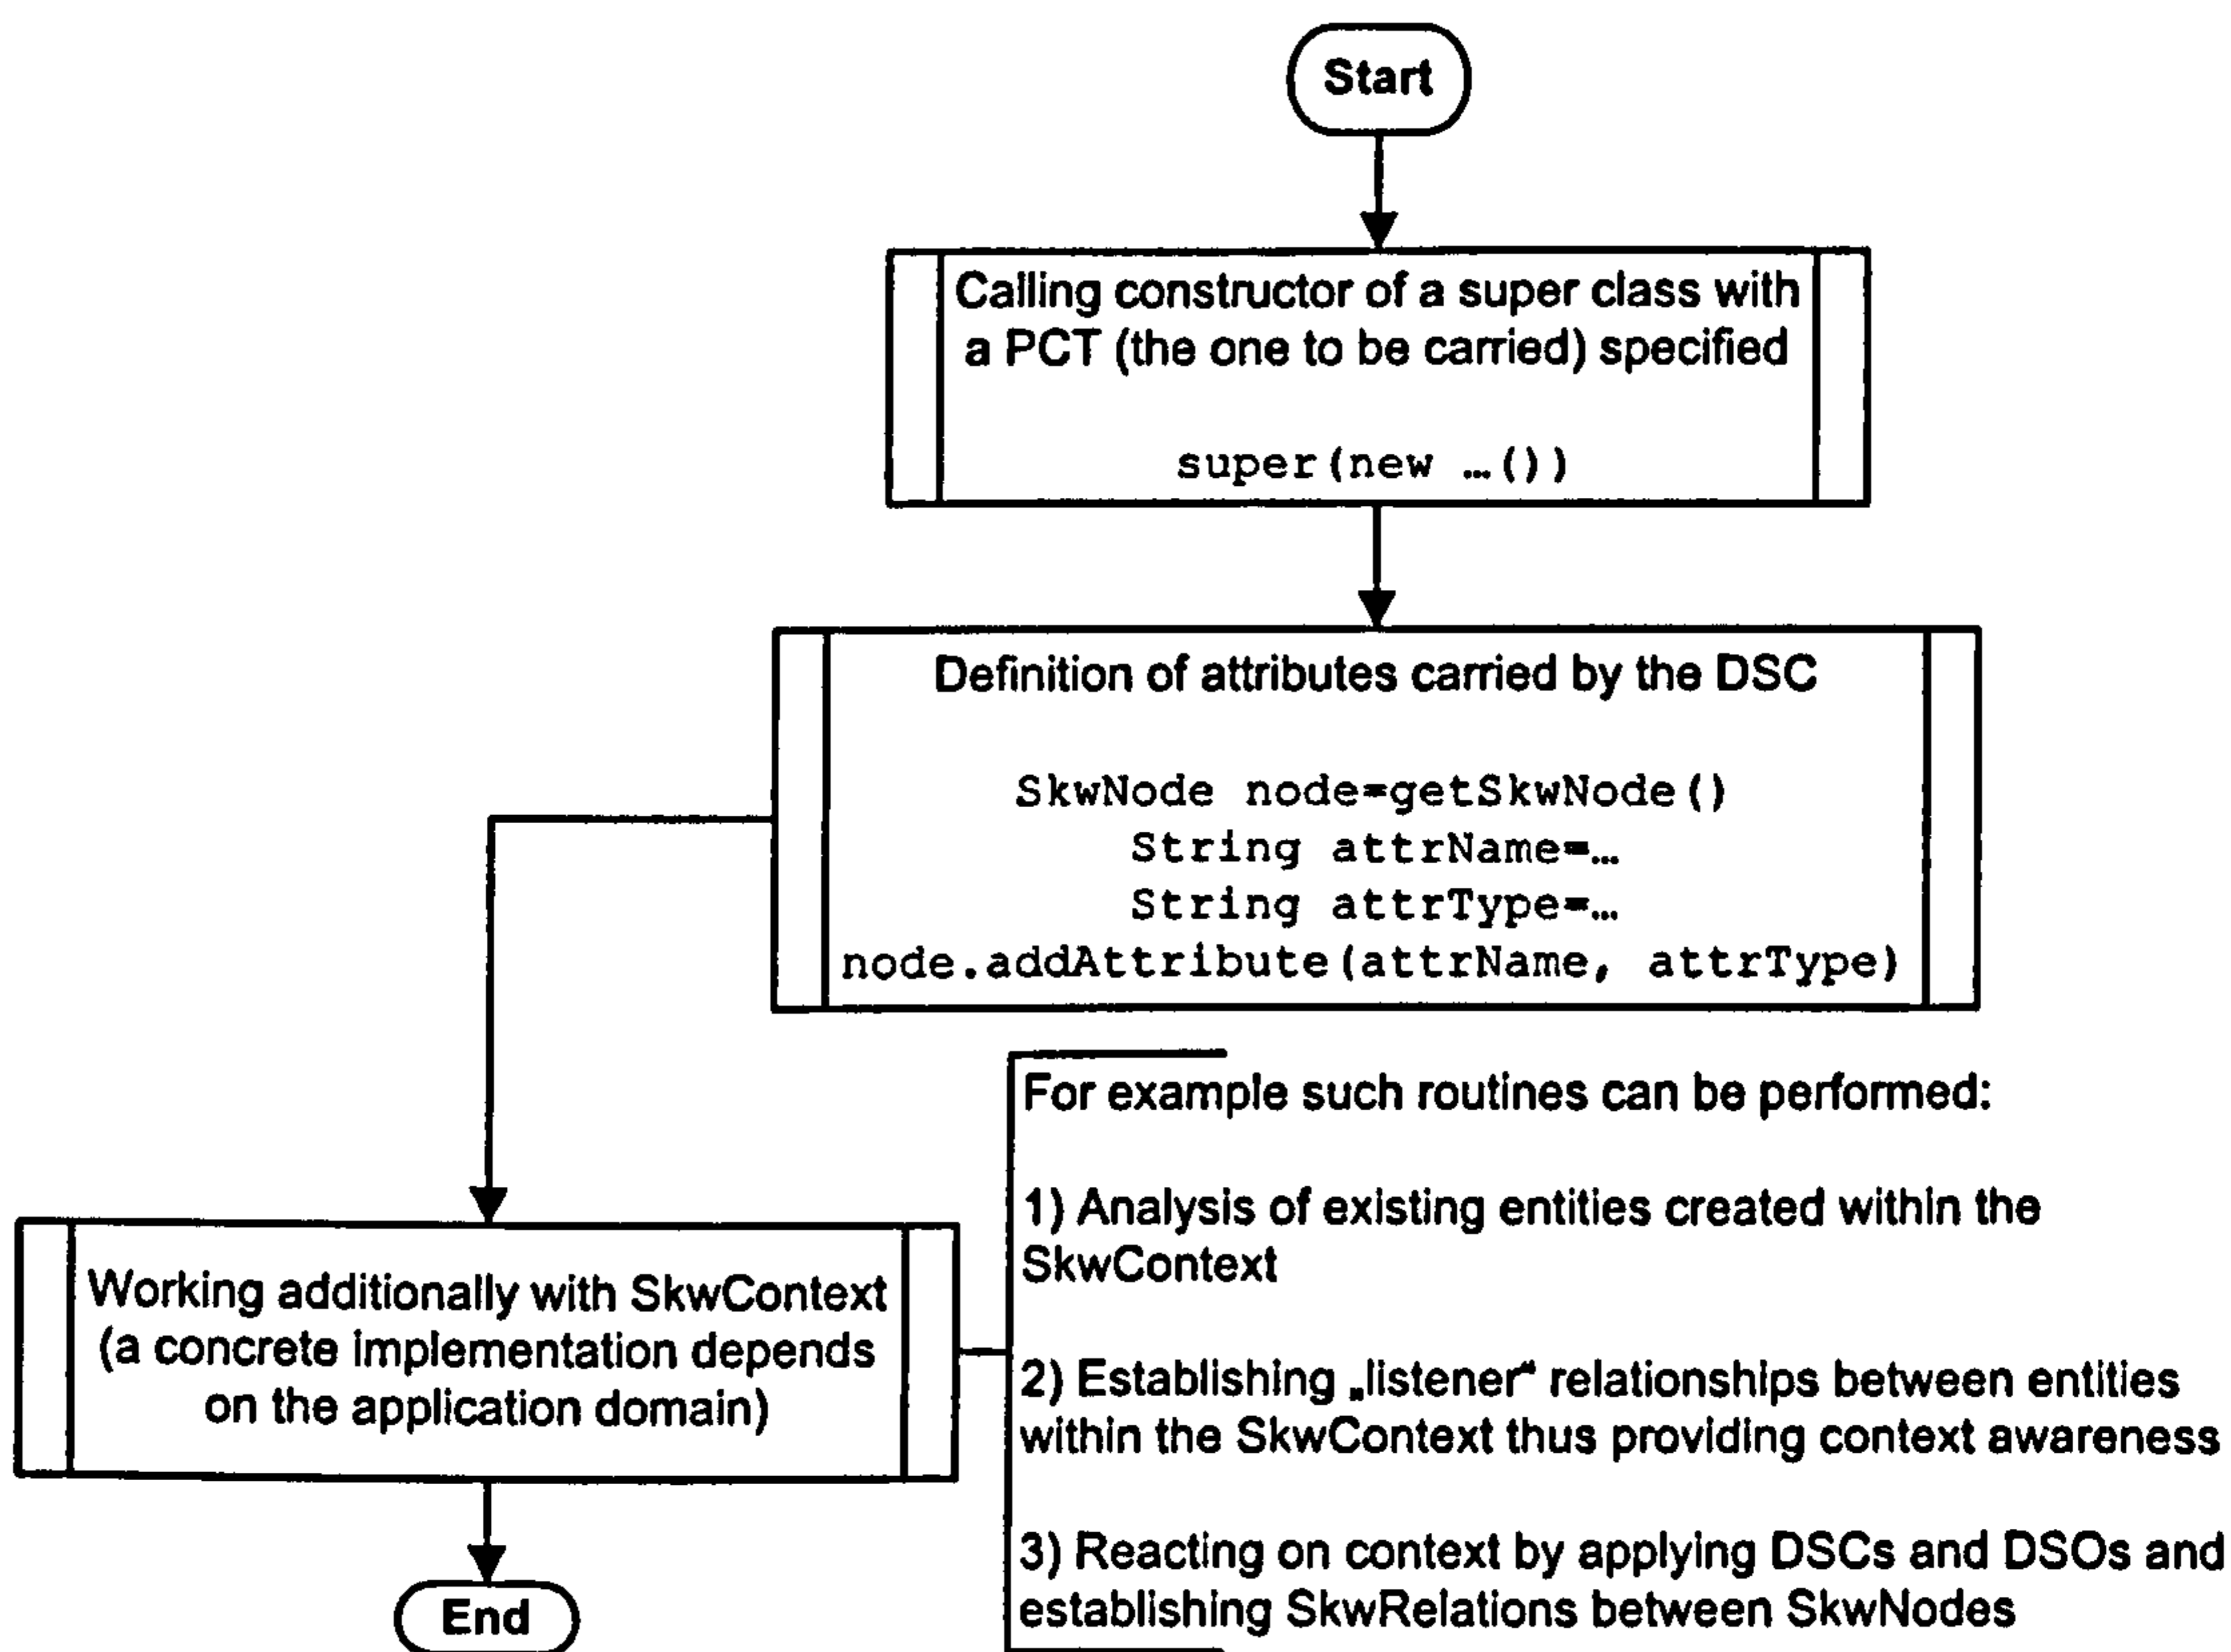 Start
Calling constructor of a super class with
a PCT (the one to be carried) specified
super(new …())
Definition of attributes carried by the DSC
SkwNode node=getSkwNode()
String attrName=…
String attrType=…
node.addAttribute(attrName, attrType)
For example such routines can be performed:
1) Analysis of existing entities created within the
SkwContext
Working additionally with SkwContext
(a concrete implementation depends
on the application domain)
2) Establishing „listener“ relationships between entities
within the SkwContext thus providing context awareness
3) Reacting on context by applying DSCs and DSOs and
establishing SkwRelations between SkwNodes
End